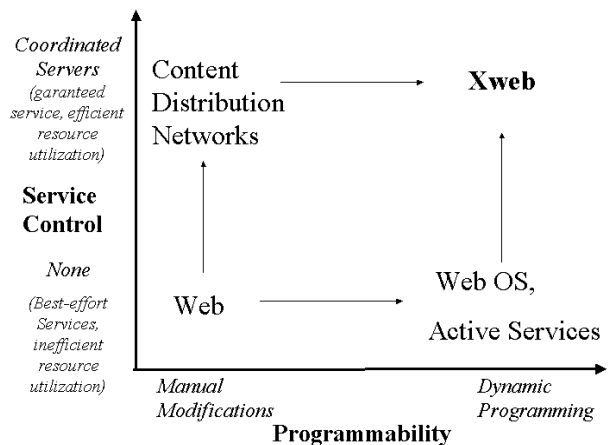 Coordinated
Servers
(garanteed
service, efficient
resource
utilization)
Service
Control
None
(Best-effort
Services,
inefficient
resource
utilization)
Content
Distribution
Networks
Xweb
Web
Web OS,
Active Services
Manual
Modifications
Dynamic
Programming
Programmability